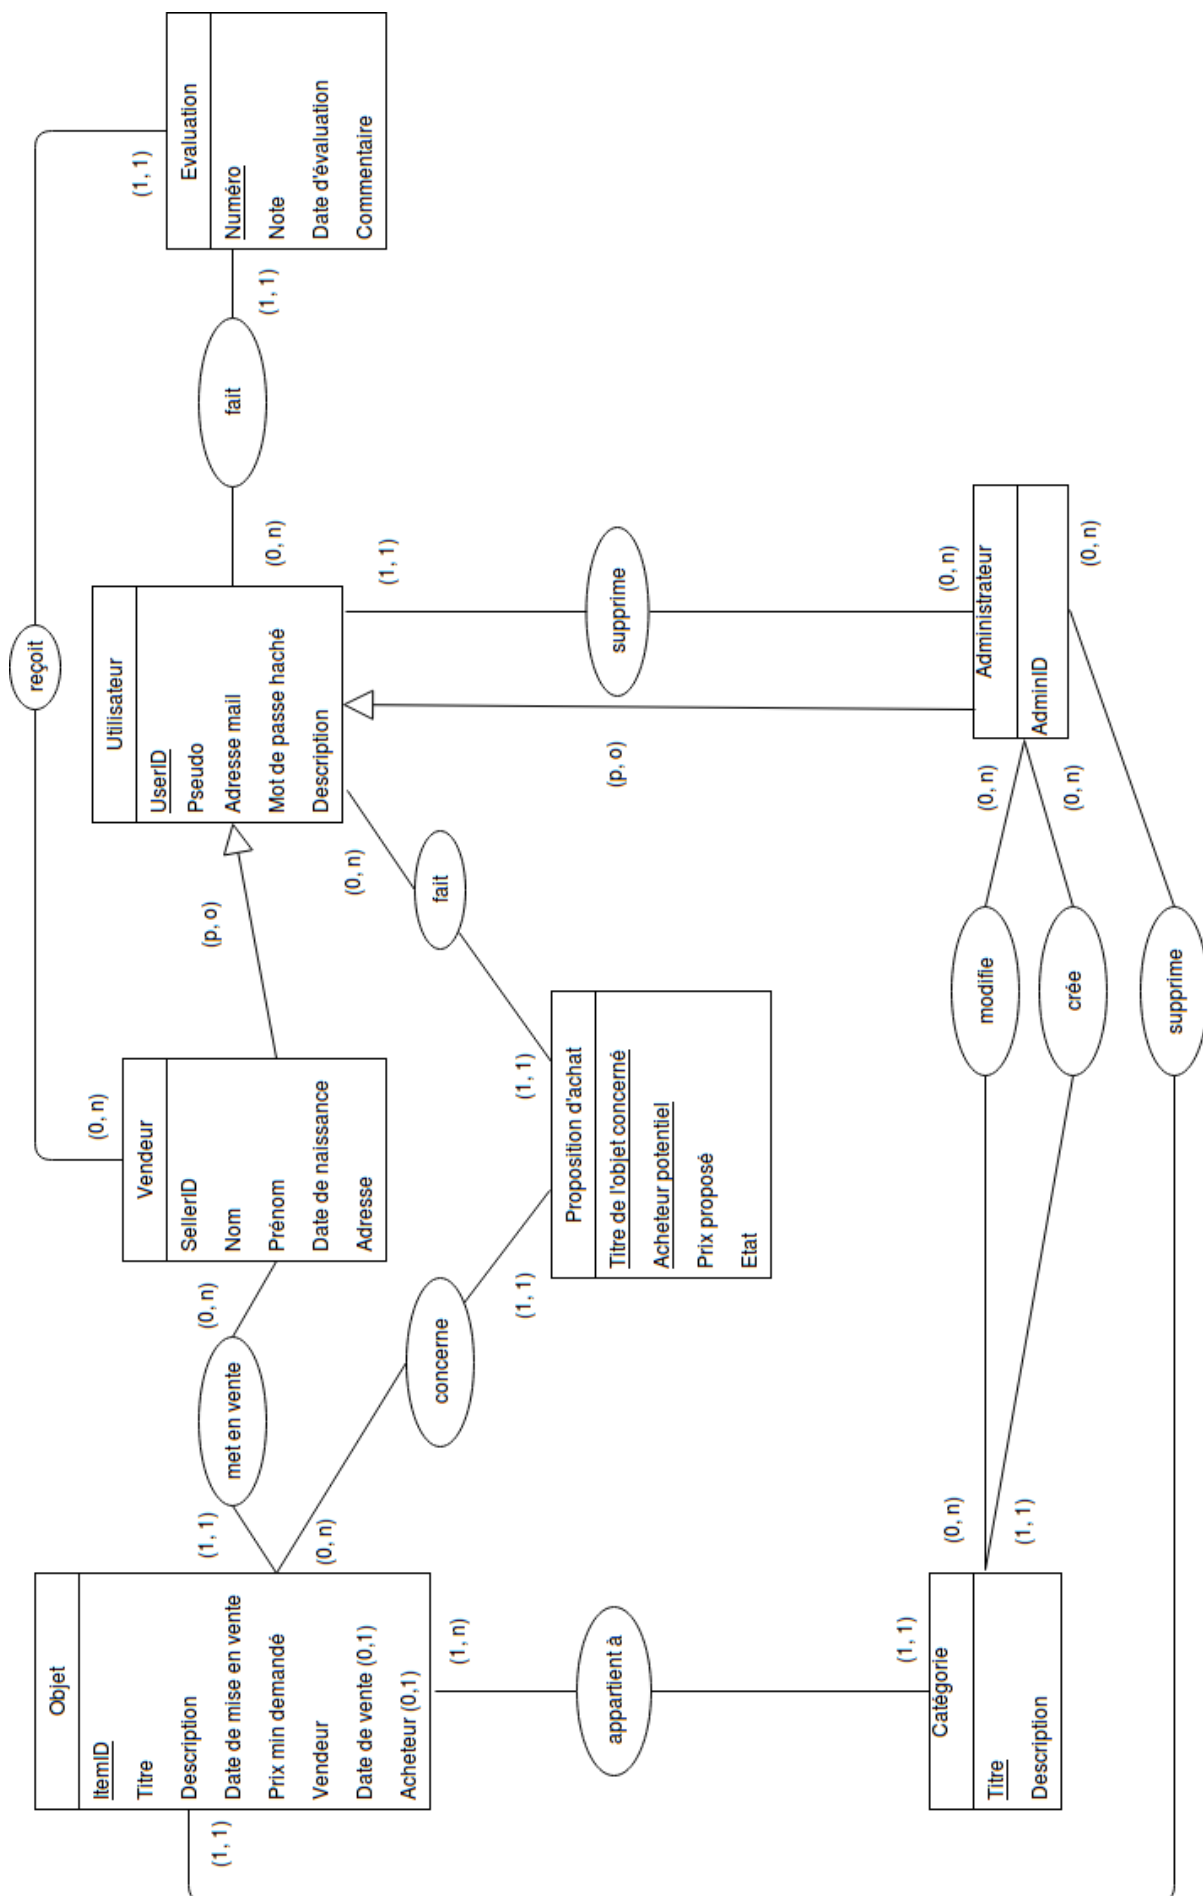 Objet
ItemID
Titre
Description
Date de mise en vente
Prix min demandé
Vendeur
Date de vente (0,1)
Acheteur (0,1)
(1, 1)
(1, 1)
(0, n)
(1, n)
met en vente
(0, n)
concerne
(1, 1)
appartient à
(1, 1)
Catégorie
Titre
Description
(0, n)
(1, 1)
Vendeur
SellerID
Nom
Prénom
Date de naissance
Adresse
(0, n)
(p, o)
reçoit
Proposition d'achat
Titre de l'objet concerné
Acheteur potentiel
Prix proposé
Etat
(1, 1)
fait
(0, n)
modifie
crée
supprime
Utilisateur
UserID
Pseudo
Adresse mail
Mot de passe haché
Description
(0, n)
(1, 1)
supprime
(p, o)
(0, n)
Administrateur
AdminID
(0, n)
(0, n)
(0, n)
fait
(1, 1)
(1, 1)
Evaluation
Numéro
Note
Date d'évaluation
Commentaire